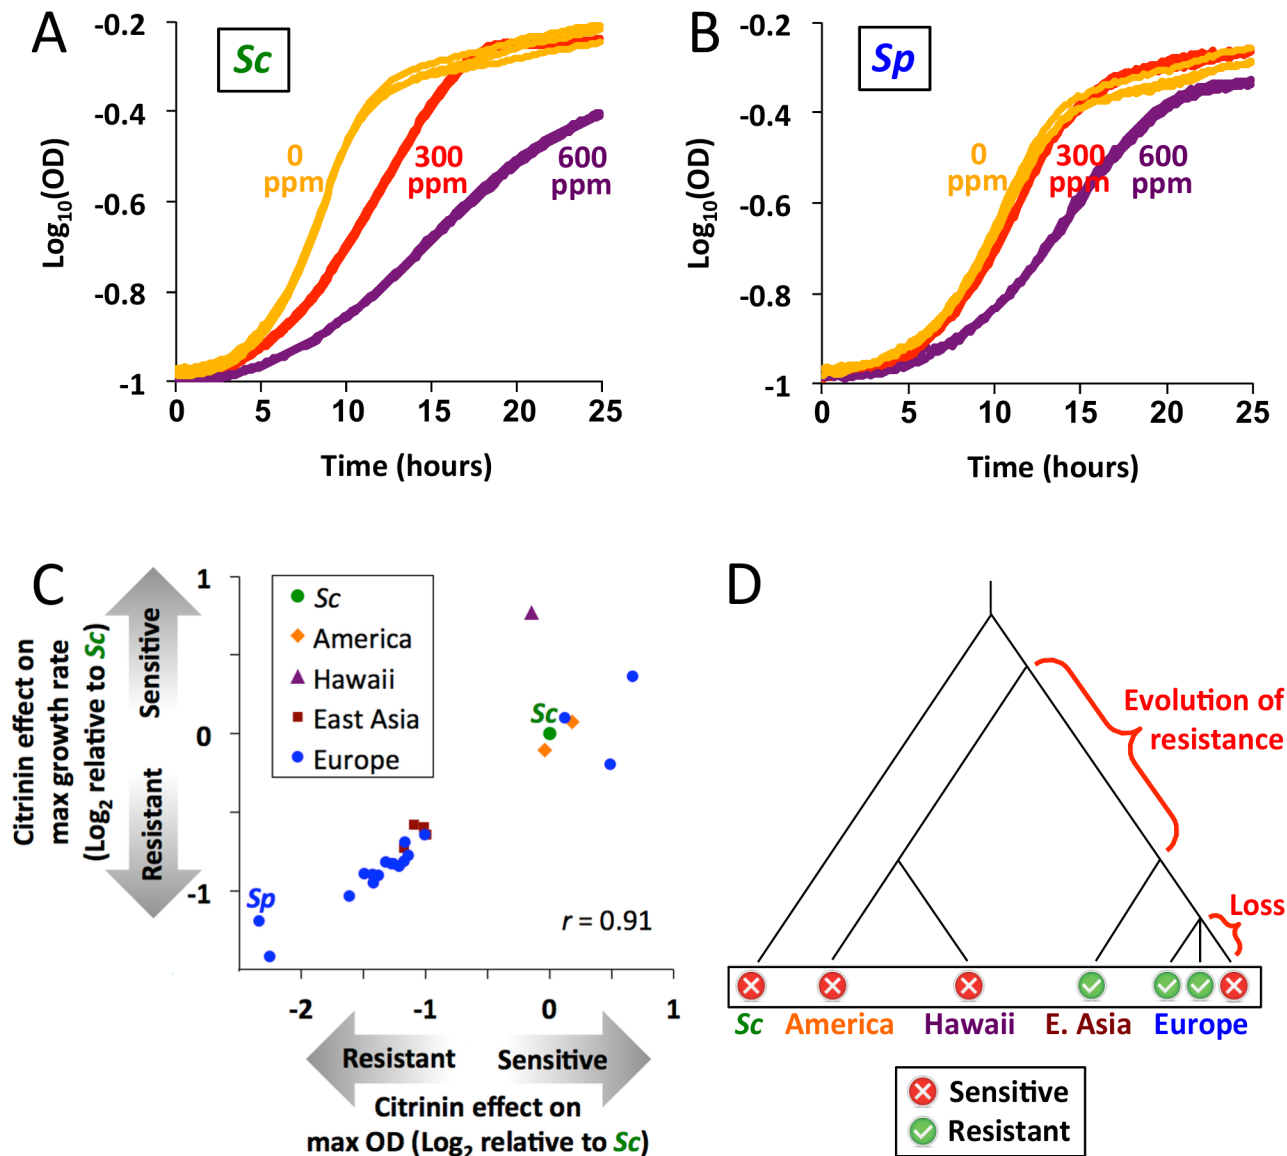 A
Sc
-0.2
-0.4
-0.6
-0.8
-1
Log10(OD)
0
ppm
300
ppm
600
ppm
0 5 10 15 20 25
Time (hours)
B
Sp
-0.2
-0.4
-0.6
-0.8
-1
Log10(OD)
0
ppm
300
ppm
600
ppm
0 5 10 15 20 25
Time (hours)
C
Citrinin effect on
max growth rate
(Log2 relative to Sc)
Sensitive
Resistant
1
0
-1
Sc
America
Hawaii
East Asia
Europe
Sc
Sp
r = 0.91
-2 -1 0 1
Resistant
Sensitive
Citrinin effect on
max OD (Log2 relative to Sc)
D
Evolution of
resistance
Loss
Sc America Hawaii E. Asia Europe
Sensitive
Resistant